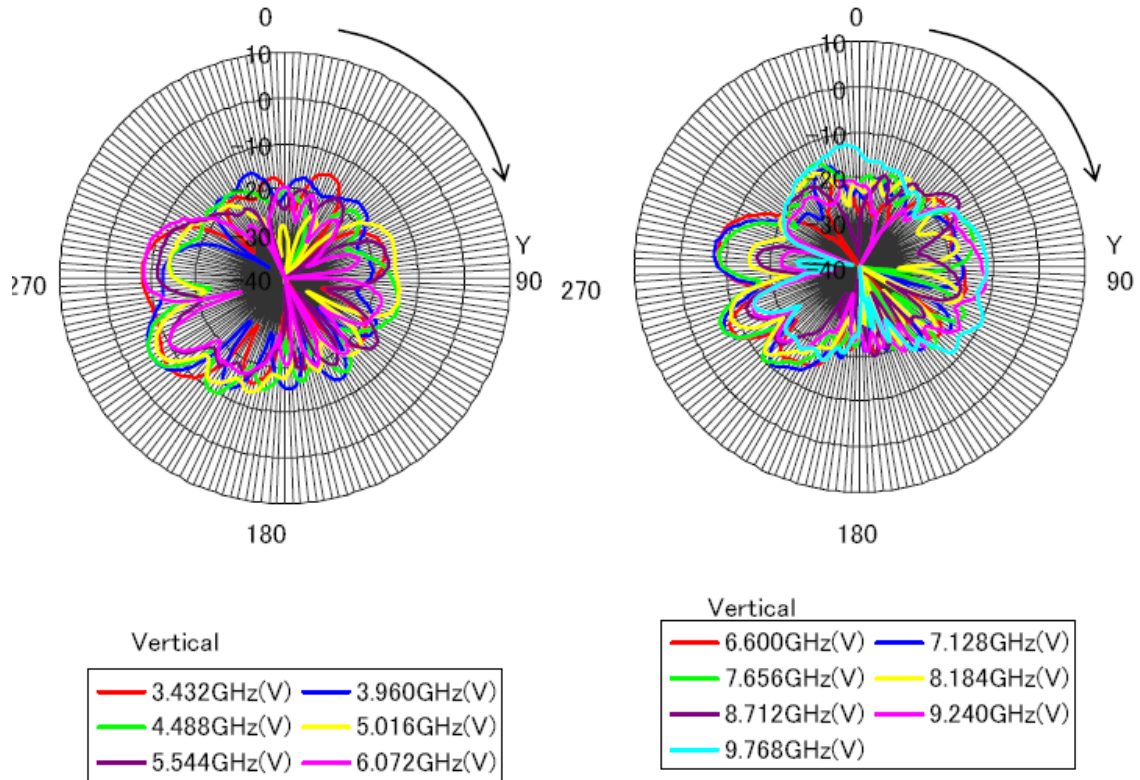 0
10
0
-10
-20
-30
-40
Y
270
90
180
Vertical
3.432GHz(V) 3.960GHz(V)
4.488GHz(V) 5.016GHz(V)
5.544GHz(V) 6.072GHz(V)
0
10
0
-10
-20
-30
-40
Y
270
90
180
Vertical
6.600GHz(V) 7.128GHz(V)
7.656GHz(V) 8.184GHz(V)
8.712GHz(V) 9.240GHz(V)
9.768GHz(V)